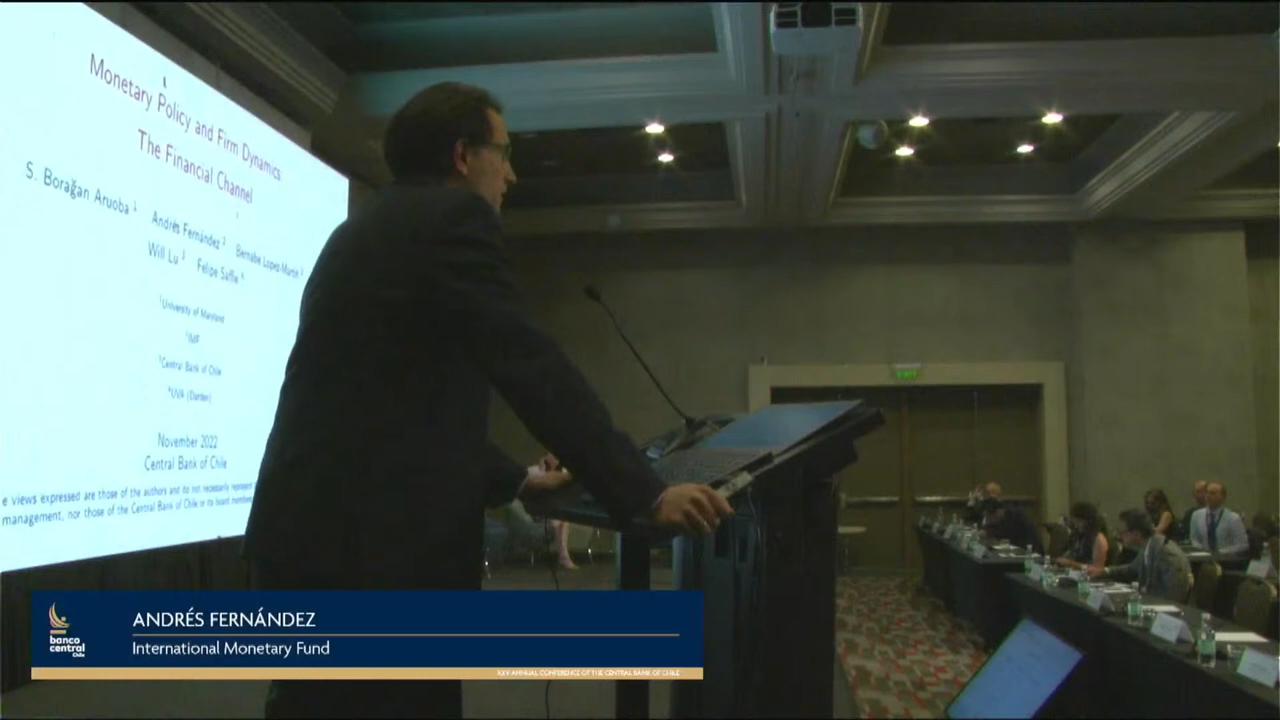 Monetary Policy and Firm Dynamics
The Financial Channel
S. Borağan Aruoba 1 Andrés Fernández 2 Bernabe Lopez-Martin 3
Will Lu 3 Felipe Saffie 4
1University of Maryland
2IMF
3Central Bank of Chile
4UVA (Darden)
November 2022
Central Bank of Chile
e views expressed are those of the authors and do not necessarily represent
management, nor those of the Central Bank of Chile or its board members
banco
central
Chile
ANDRÉS FERNÁNDEZ
International Monetary Fund
XXV ANNUAL CONFERENCE OF THE CENTRAL BANK OF CHILE
EXIT